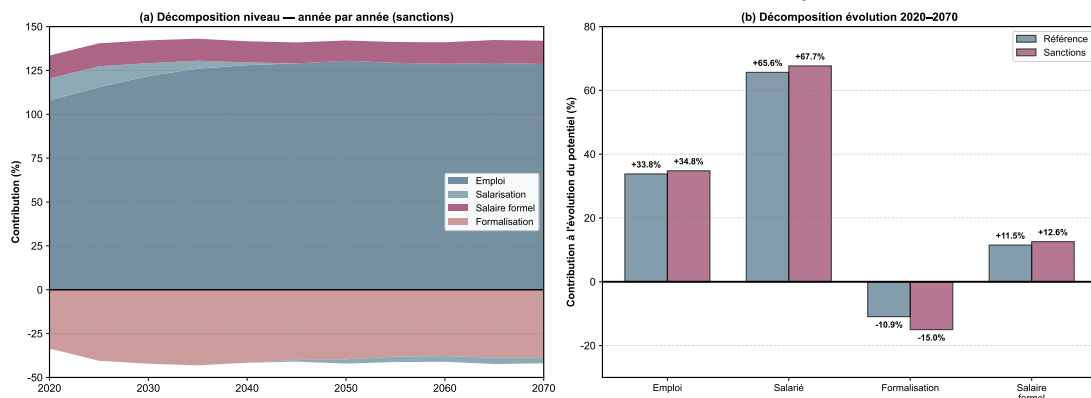 (a) Décomposition niveau — année par année (sanctions)
150
125
100
75
50
25
0
-25
-50
Contribution (%)
2020
2030
2040
2050
2060
2070
Emploi
Salarisation
Salaire formel
Formalisation
(b) Décomposition évolution 2020–2070
80
60
40
20
0
-20
Contribution à l'évolution du potentiel (%)
Référence
Sanctions
+33.8%
+34.8%
+65.6%
+67.7%
-10.9%
-15.0%
+11.5%
+12.6%
Emploi
Salarié
Formalisation
Salaire
formel